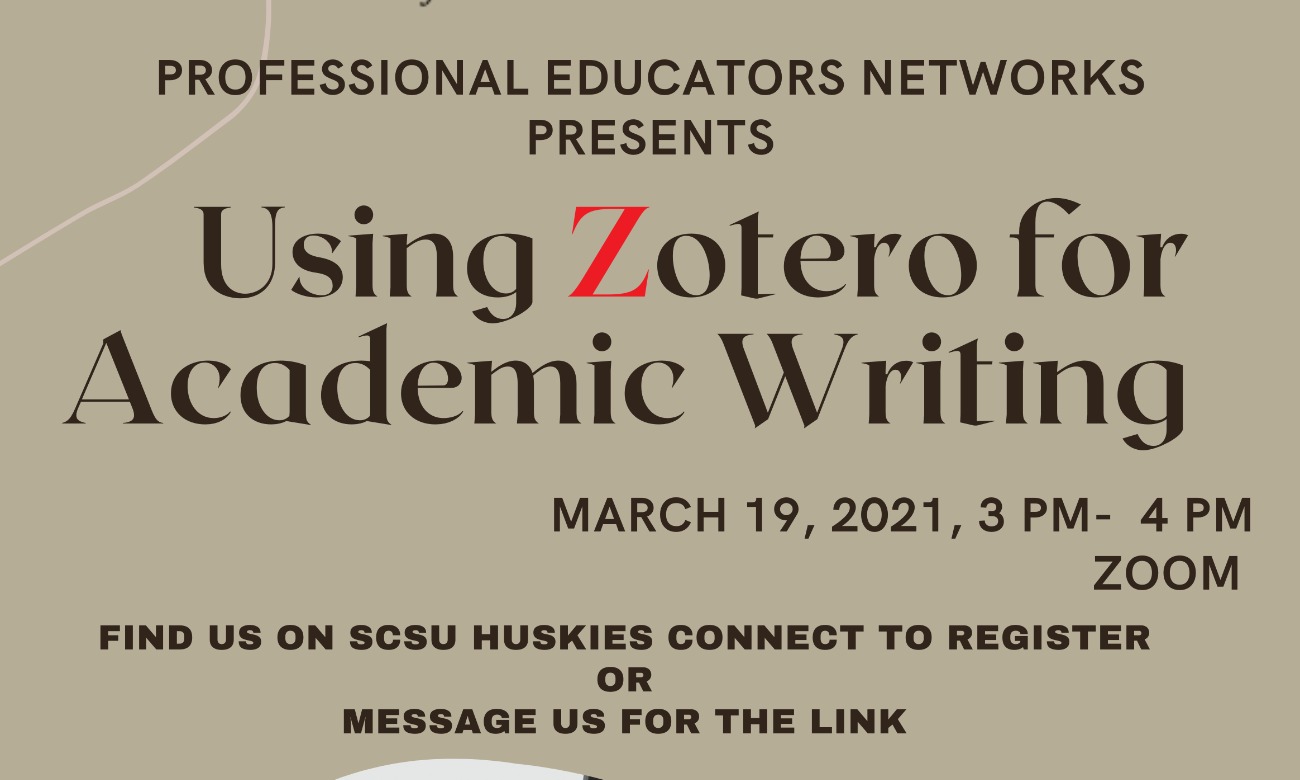 PROFESSIONAL EDUCATORS NETWORKS
PRESENTS
Using Zotero for
Academic Writing
MARCH 19, 2021, 3 PM- 4 PM
ZOOM
FIND US ON SCSU HUSKIES CONNECT TO REGISTER
OR
MESSAGE US FOR THE LINK